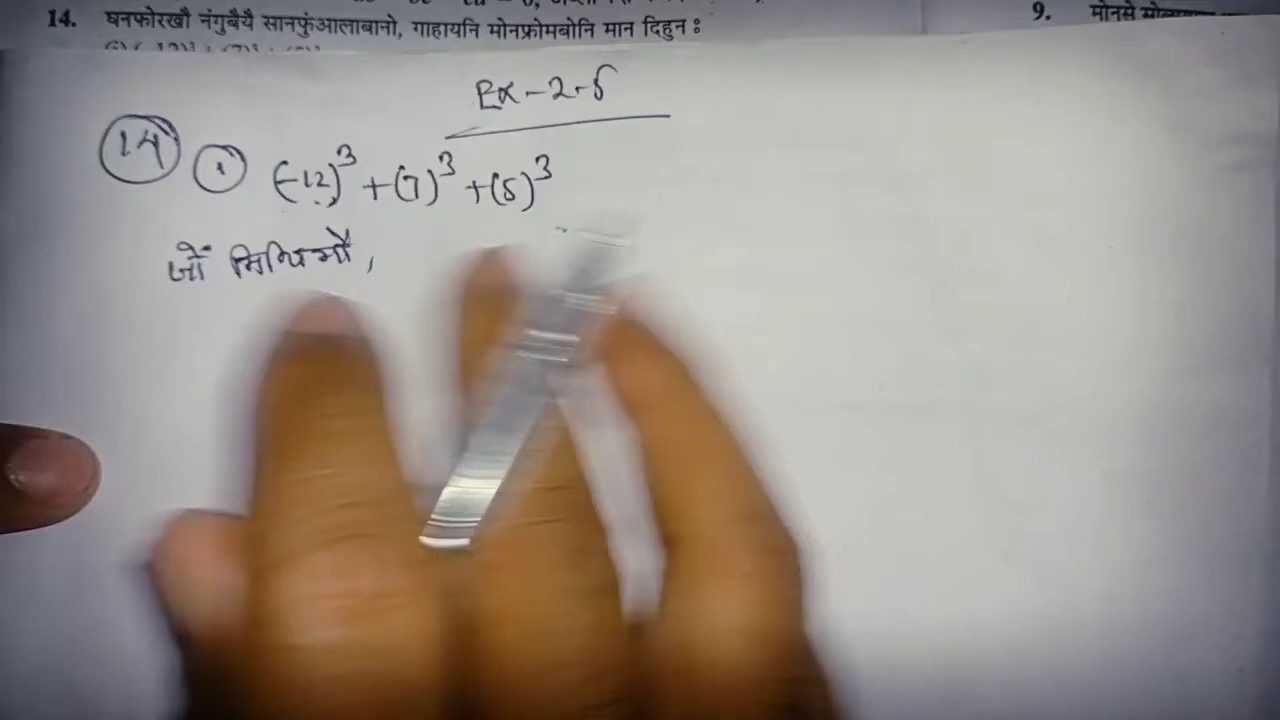 14. घनफोरखौ नंगुबैयै सानफुंआलाबानो, गाहायनि मोनफ्रोमबोनि मान दिहुन :
9. मोनसे
Ex-2.5
14 1 (-12)³ + (7)³ + (5)³
जों मिथिगौ,